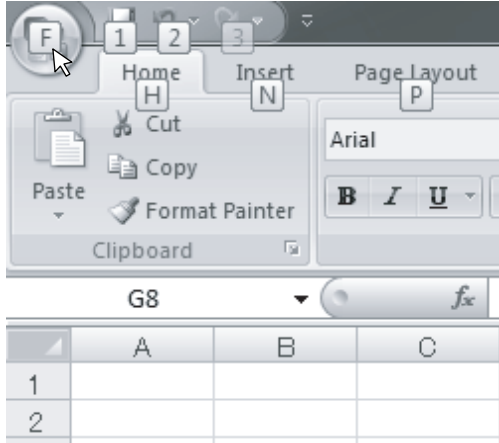 F 1 2 3
Home Insert Page Layout
H N P
Cut
Copy
Format Painter
Paste
Clipboard
Arial
B I U
G8 fx
A B C
1
2